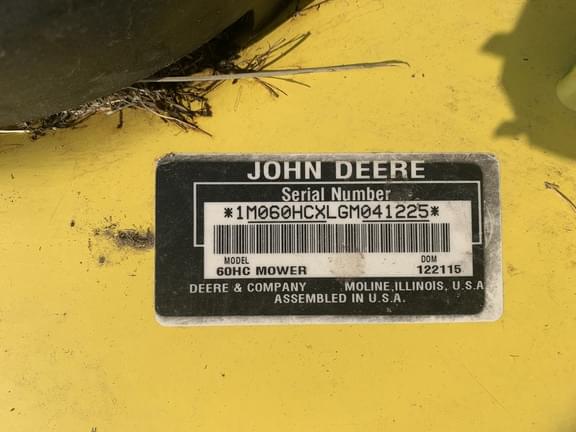 JOHN DEERE
Serial Number
*1M060HCXLGM041225*
MODEL DOM
60HC MOWER 122115
DEERE & COMPANY MOLINE,ILLINOIS, U.S.A
ASSEMBLED IN U.S.A.